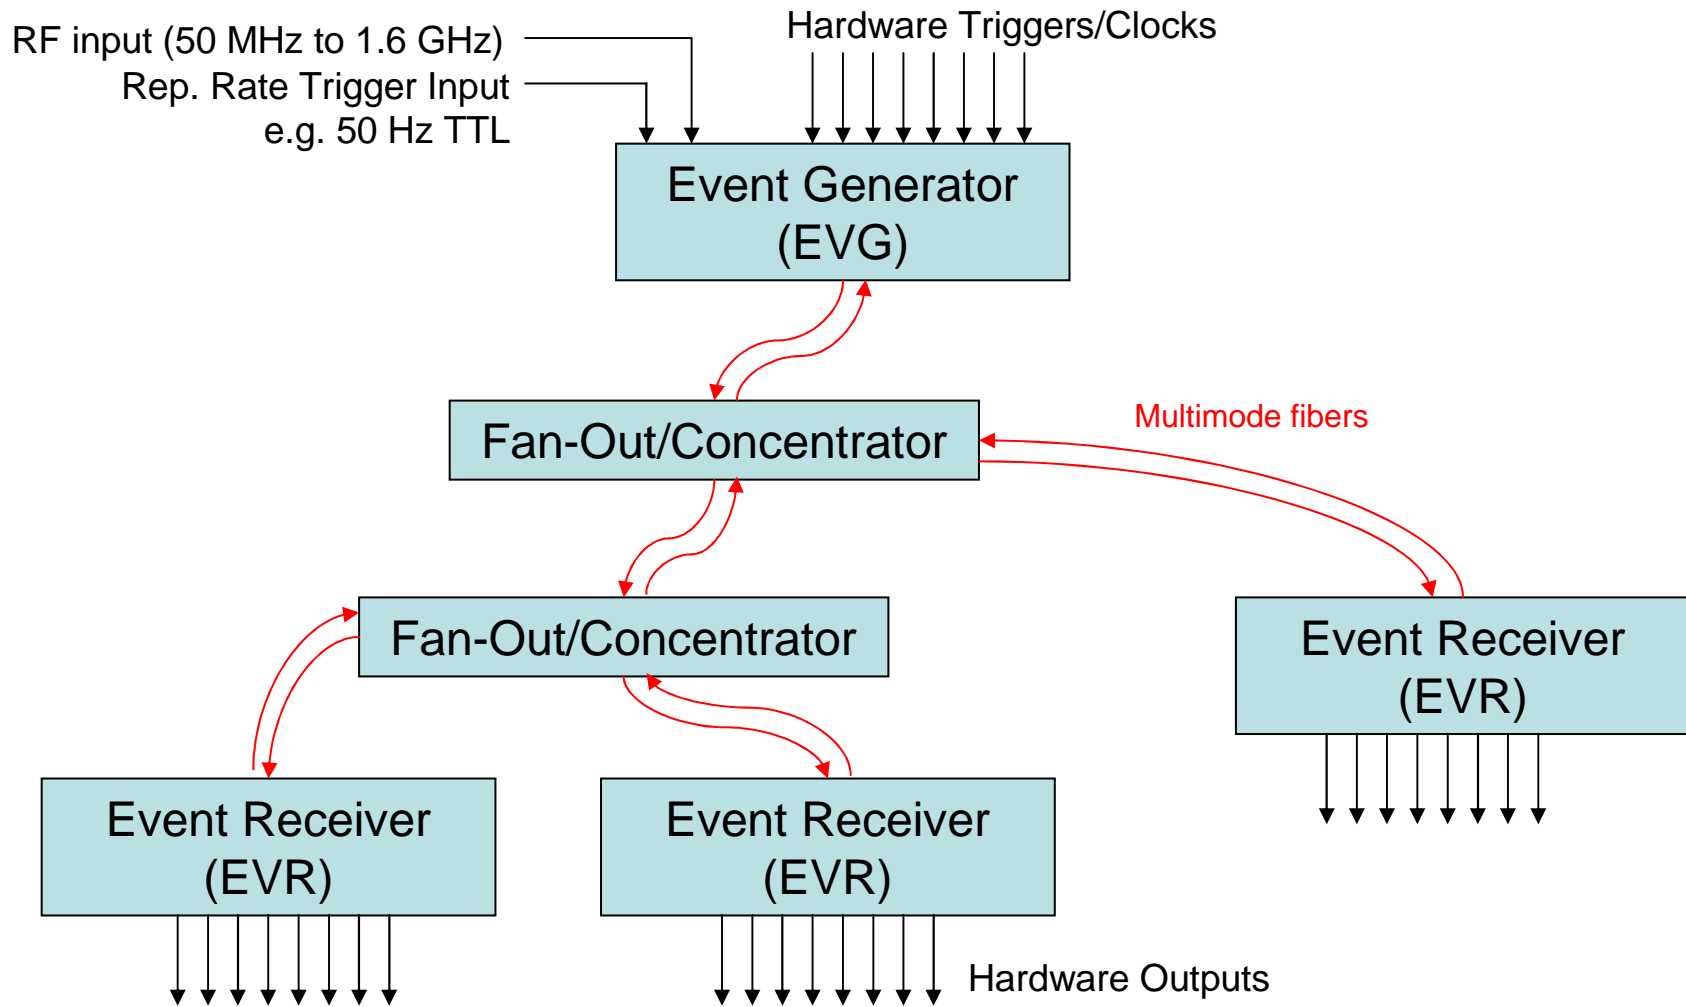 RF input (50 MHz to 1.6 GHz)
Rep. Rate Trigger Input
e.g. 50 Hz TTL
Hardware Triggers/Clocks
Event Generator
(EVG)
Fan-Out/Concentrator
Multimode fibers
Fan-Out/Concentrator
Event Receiver
(EVR)
Event Receiver
(EVR)
Event Receiver
(EVR)
Hardware Outputs